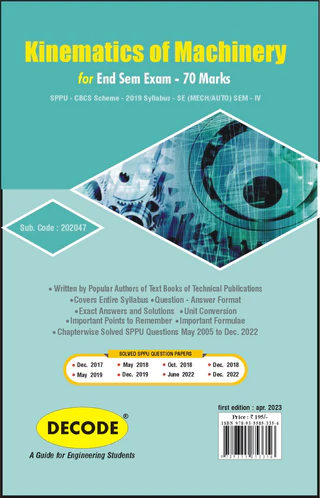 Kinematics of Machinery
for End Sem Exam - 70 Marks
SPPU - CBCS Scheme - 2019 Syllabus - SE (MECH/AUTO) SEM - IV
Sub. Code : 202047
• Written by Popular Authors of Text Books of Technical Publications
•Covers Entire Syllabus •Question - Answer Format
•Exact Answers and Solutions •Unit Conversion
•Important Points to Remember •Important Formulae
• Chapterwise Solved SPPU Questions May 2005 to Dec. 2022
SOLVED SPPU QUESTION PAPERS
• Dec. 2017 • May 2018 • Oct. 2018 • Dec. 2018
• May 2019 • Dec. 2019 • June 2022 • Dec. 2022
first edition : apr. 2023
Price : ₹ 195/-
DECODE®
A Guide for Engineering Students